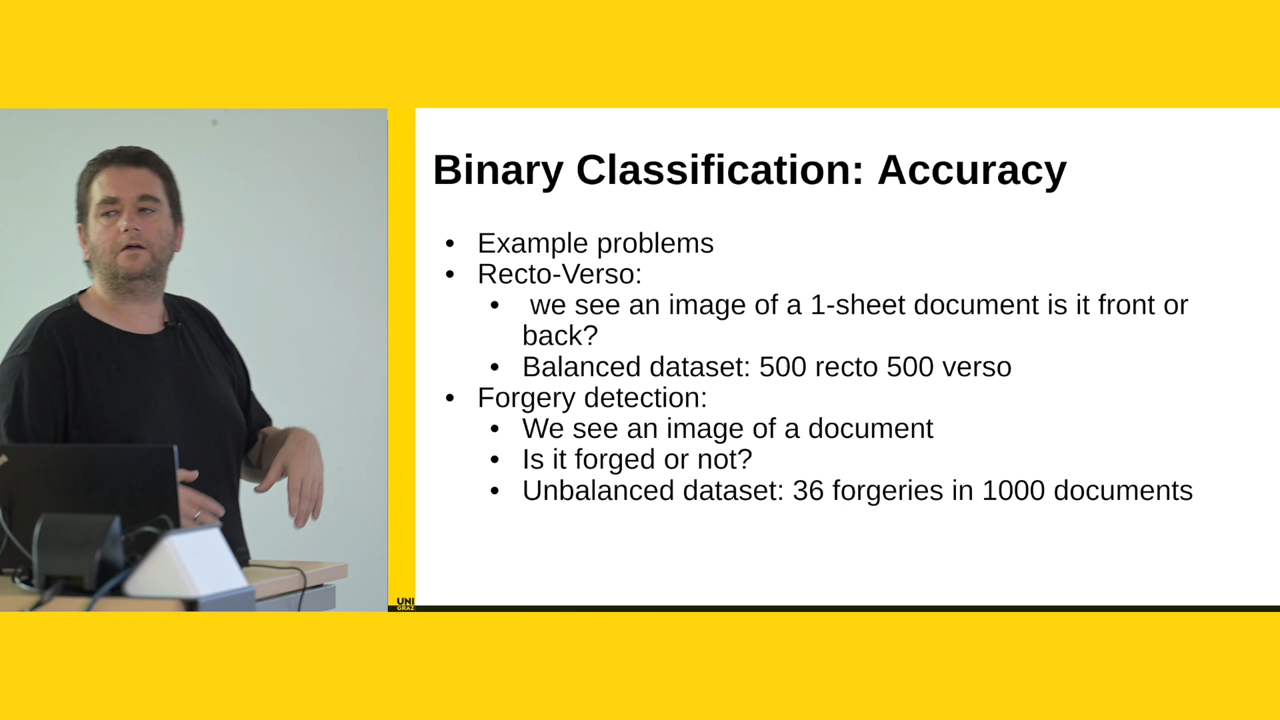 Binary Classification: Accuracy
• Example problems
• Recto-Verso:
• we see an image of a 1-sheet document is it front or
back?
• Balanced dataset: 500 recto 500 verso
• Forgery detection:
• We see an image of a document
• Is it forged or not?
• Unbalanced dataset: 36 forgeries in 1000 documents
UNI
GRAZ